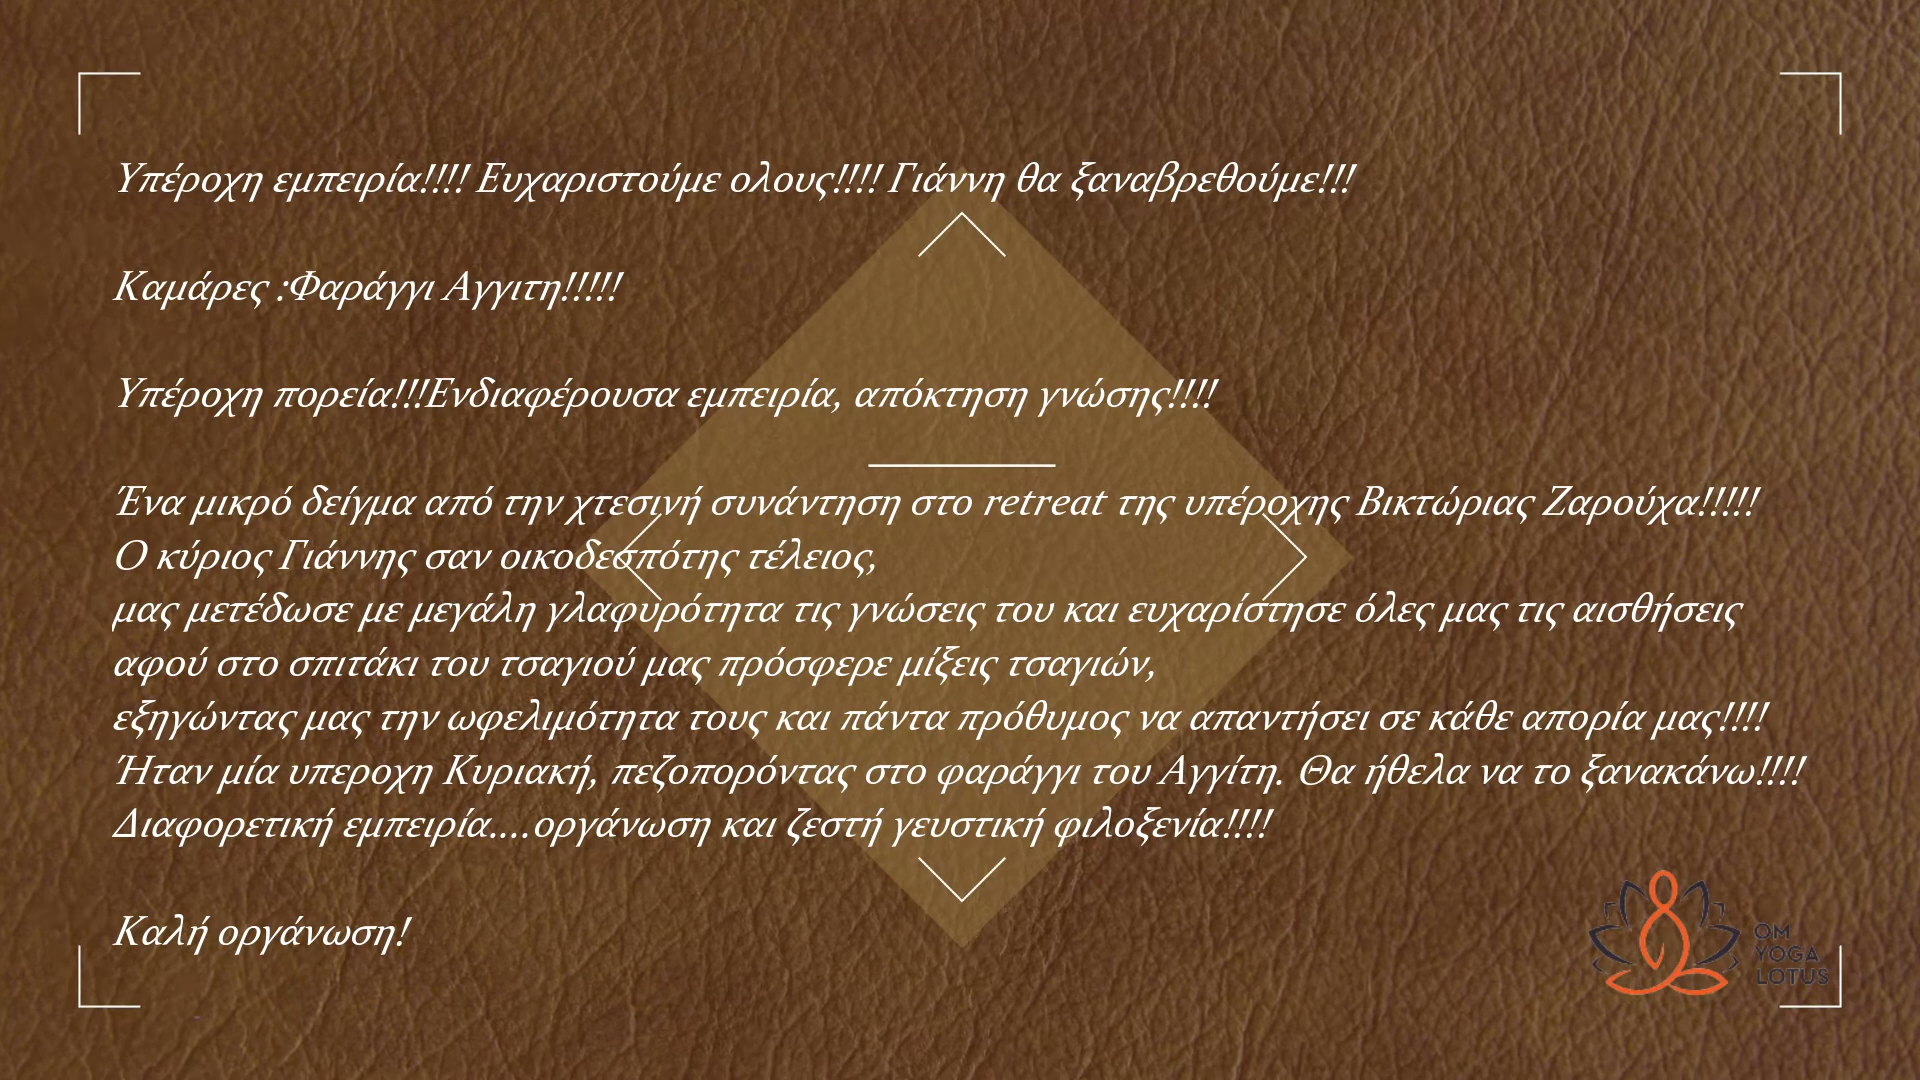 Υπέροχη εμπειρία!!!! Ευχαριστούμε ολους!!!! Γιάννη θα ξαναβρεθούμε!!!
Καμάρες :Φαράγγι Αγγιτη!!!!!
Υπέροχη πορεία!!!Ενδιαφέρουσα εμπειρία, απόκτηση γνώσης!!!!
Ένα μικρό δείγμα από την χτεσινή συνάντηση στο retreat της υπέροχης Βικτώριας Ζαρούχα!!!!!
Ο κύριος Γιάννης σαν οικοδεσπότης τέλειος,
μας μετέδωσε με μεγάλη γλαφυρότητα τις γνώσεις του και ευχαρίστησε όλες μας τις αισθήσεις
αφού στο σπιτάκι του τσαγιού μας πρόσφερε μίξεις τσαγιών,
εξηγώντας μας την ωφελιμότητα τους και πάντα πρόθυμος να απαντήσει σε κάθε απορία μας!!!!
Ήταν μία υπεροχη Κυριακή, πεζοπορόντας στο φαράγγι του Αγγίτη. Θα ήθελα να το ξανακάνω!!!!
Διαφορετική εμπειρία....οργάνωση και ζεστή γευστική φιλοξενία!!!!
Καλή οργάνωση!
OM
YOGA
LOTUS